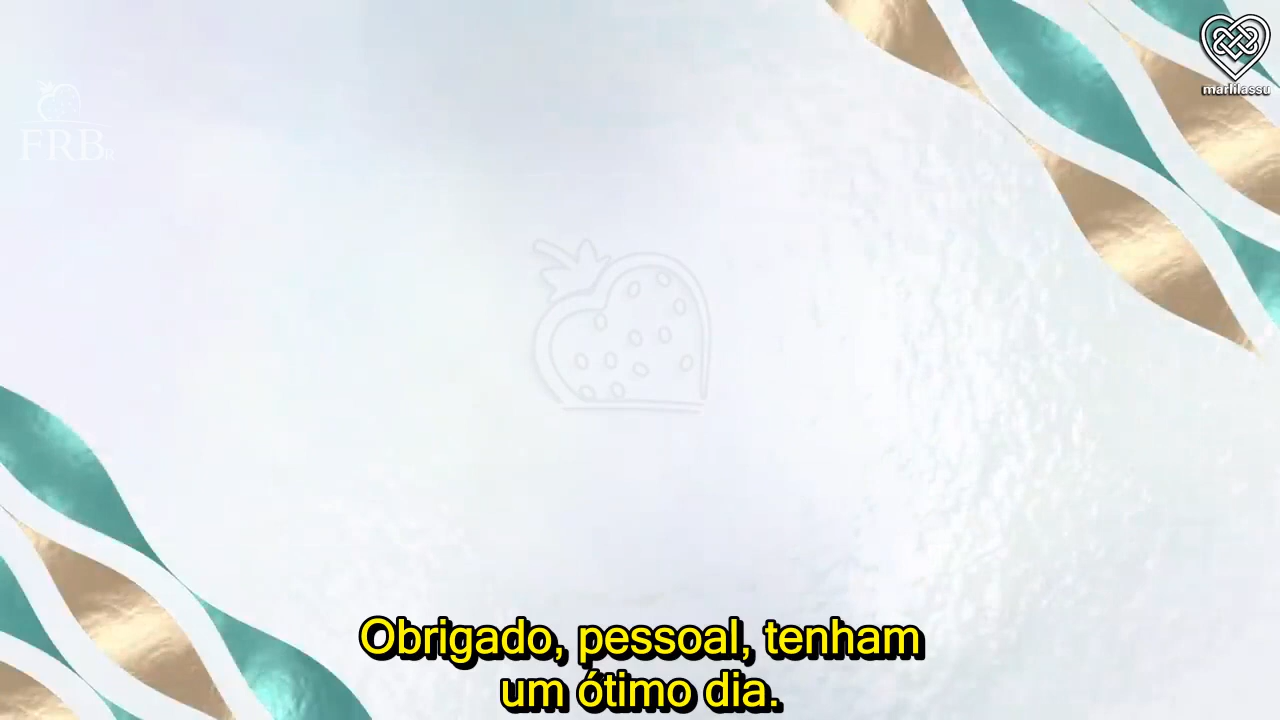 marlilassu
FRB
Obrigado, pessoal, tenham
um ótimo dia.